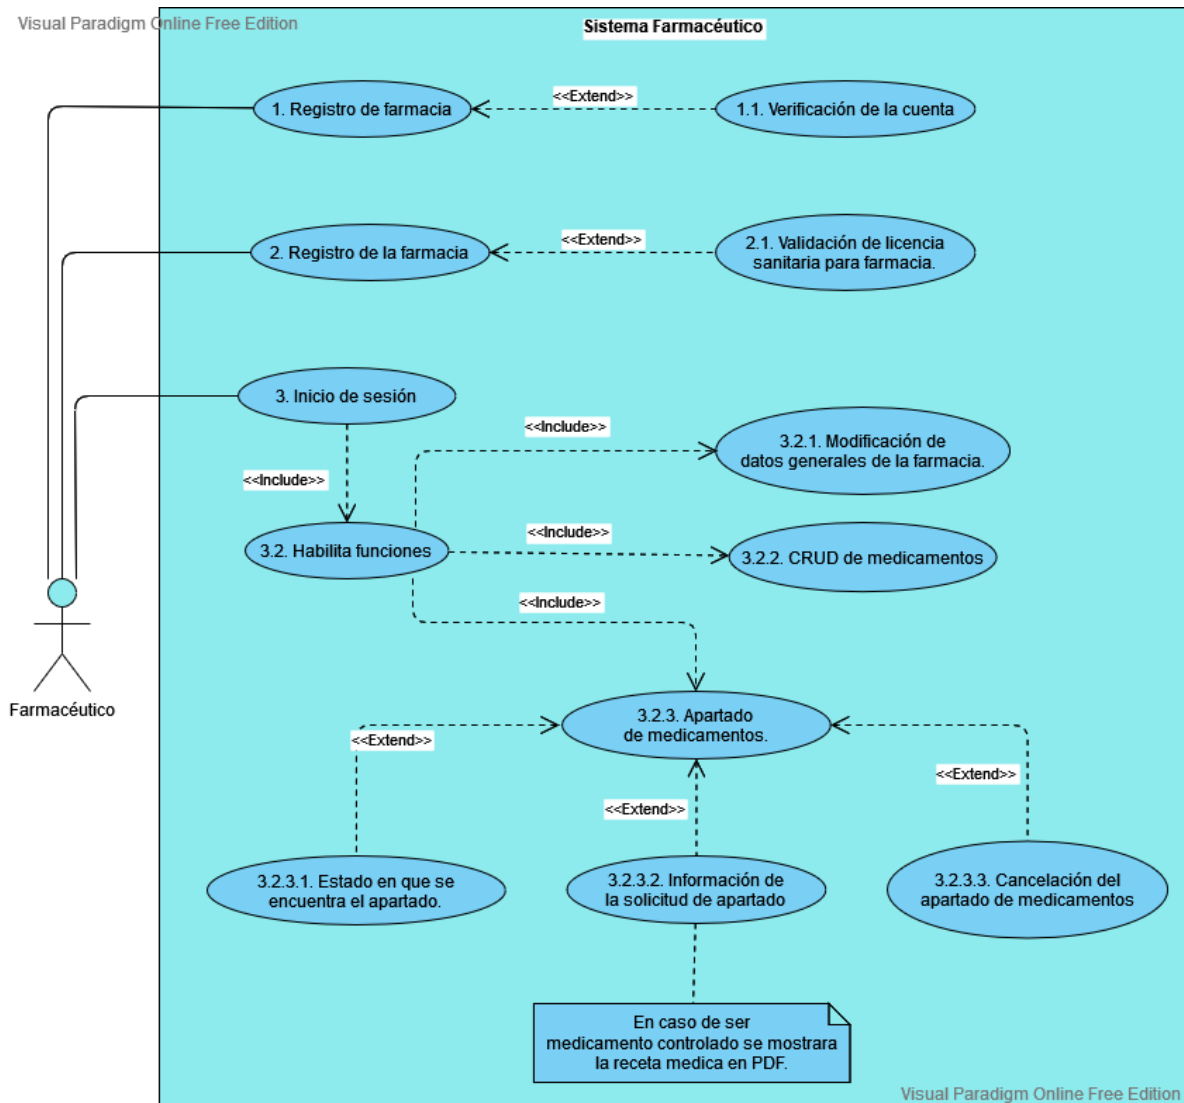 Visual Paradigm Online Free Edition
Sistema Farmacéutico
1. Registro de farmacia
<<Extend>>
1.1. Verificación de la cuenta
2. Registro de la farmacia
<<Extend>>
2.1. Validación de licencia
sanitaria para farmacia.
3. Inicio de sesión
<<Include>>
<<Include>>
3.2.1. Modificación de
datos generales de la farmacia.
3.2. Habilita funciones
<<Include>>
3.2.2. CRUD de medicamentos
<<Include>>
Farmacéutico
3.2.3. Apartado
de medicamentos.
<<Extend>>
<<Extend>>
<<Extend>>
3.2.3.1. Estado en que se
encuentra el apartado.
3.2.3.2. Información de
la solicitud de apartado
3.2.3.3. Cancelación del
apartado de medicamentos
En caso de ser
medicamento controlado se mostrara
la receta medica en PDF.
Visual Paradigm Online Free Edition